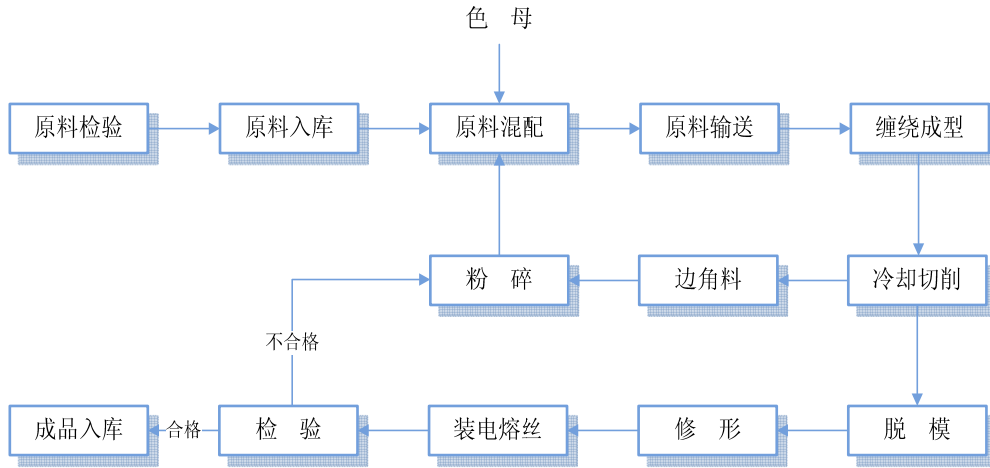 色 母
原料检验
原料入库
原料混配
原料输送
缠绕成型
粉 碎
边角料
冷却切削
不合格
成品入库
合格
检 验
装电熔丝
修 形
脱 模